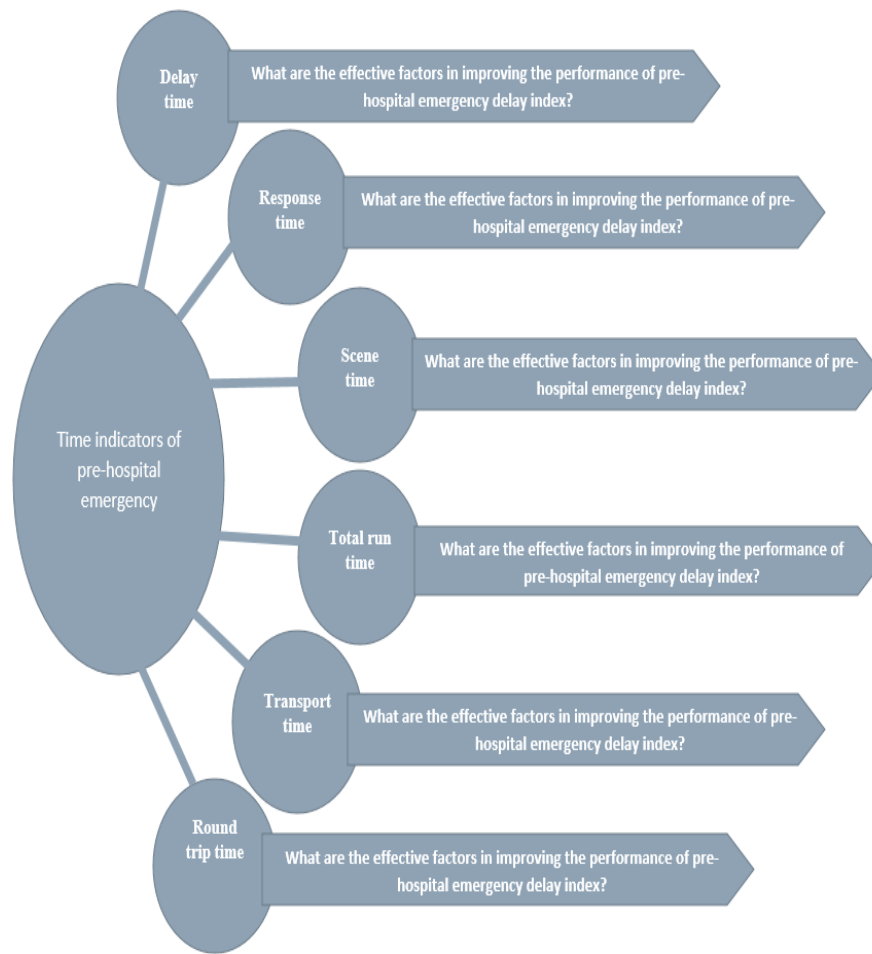 Delay
time
What are the effective factors in improving the performance of pre-
hospital emergency delay index?
Response
time
What are the effective factors in improving the performance of pre-
hospital emergency delay index?
Scene
time
What are the effective factors in improving the performance of pre-
hospital emergency delay index?
Time indicators of
pre-hospital
emergency
Total run
time
What are the effective factors in improving the performance of
pre-hospital emergency delay index?
Transport
time
What are the effective factors in improving the performance of pre-
hospital emergency delay index?
Round
trip time
What are the effective factors in improving the performance of pre-
hospital emergency delay index?